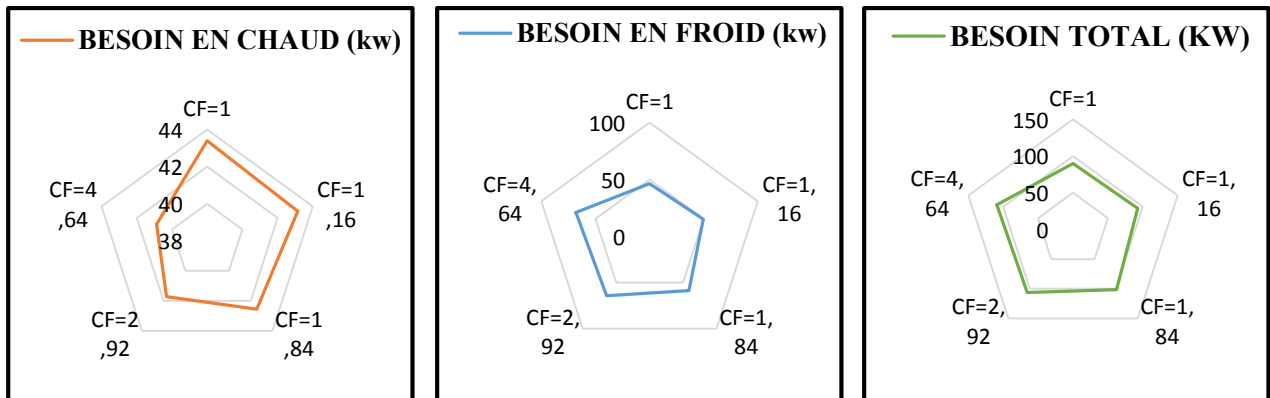 BESOIN EN CHAUD (kw)
CF=1
44
42
40
38
CF=1
,16
CF=1
,84
CF=2
,92
CF=4
,64
BESOIN EN FROID (kw)
CF=1
100
50
0
CF=1,
16
CF=1,
84
CF=2,
92
CF=4,
64
BESOIN TOTAL (KW)
CF=1
150
100
50
0
CF=1,
16
CF=1,
84
CF=2,
92
CF=4,
64